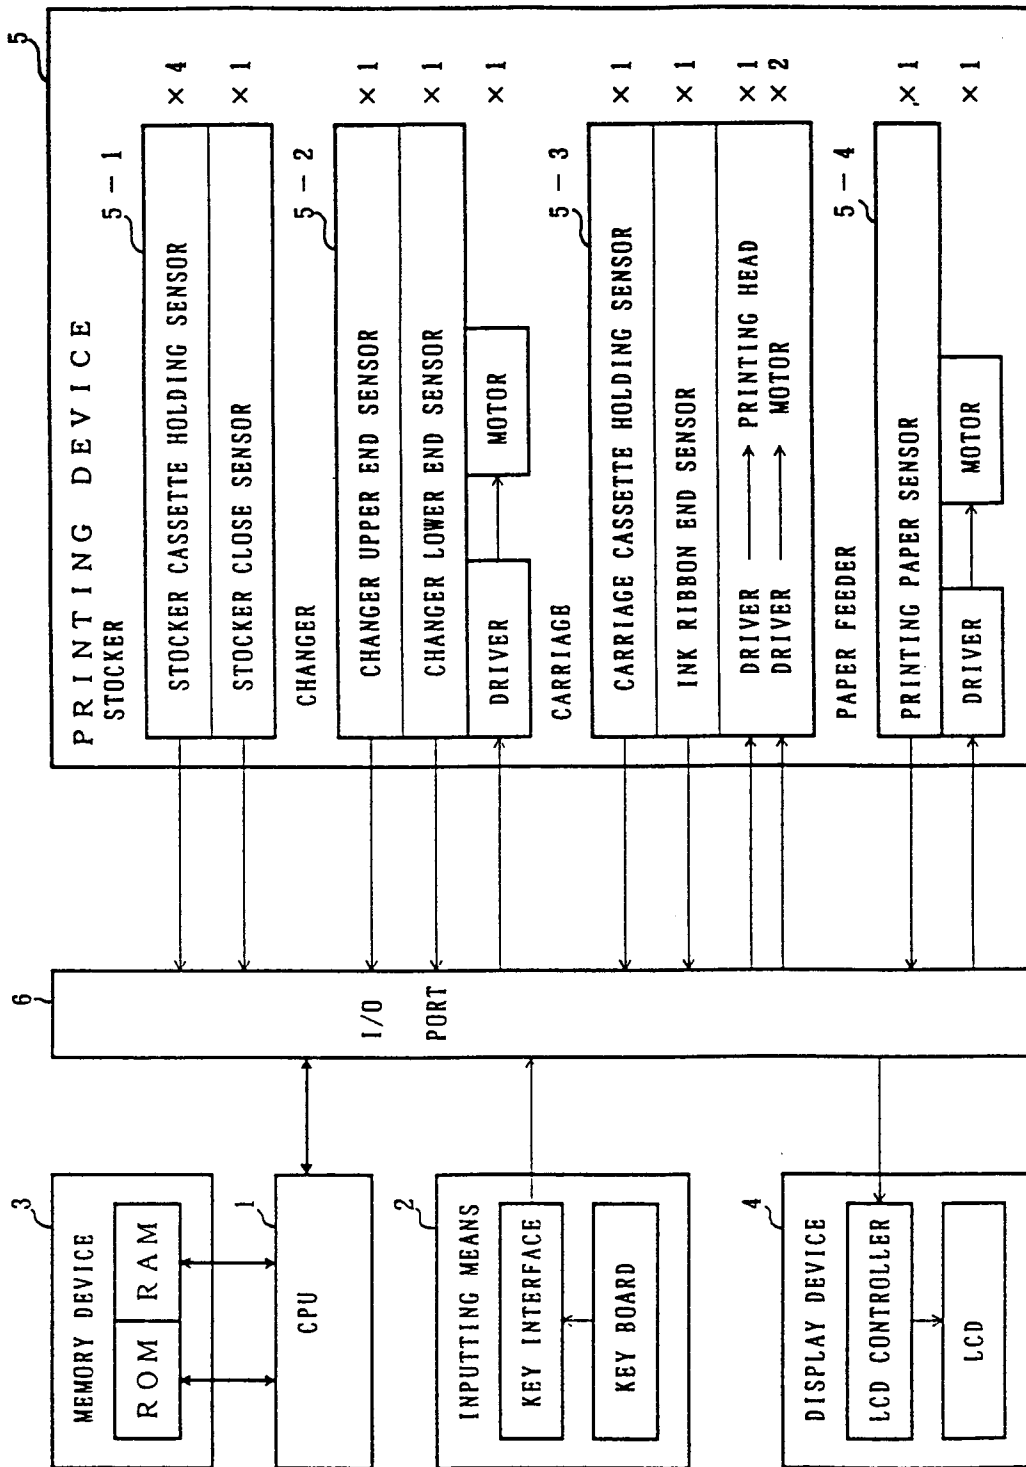 3
MEMORY DEVICE
ROM RAM
1
CPU
2
INPUTTING MEANS
KEY INTERFACE
KEY BOARD
4
DISPLAY DEVICE
LCD CONTROLLER
LCD
6
I/O
PORT
5
PRINTING DEVICE
STOCKER
5-1
STOCKER CASSETTE HOLDING SENSOR ×4
STOCKER CLOSE SENSOR ×1
CHANGER
5-2
CHANGER UPPER END SENSOR ×1
CHANGER LOWER END SENSOR ×1
DRIVER MOTOR ×1
CARRIAGE
5-3
CARRIAGE CASSETTE HOLDING SENSOR ×1
INK RIBBON END SENSOR ×1
DRIVER PRINTING HEAD ×1
DRIVER MOTOR ×2
PAPER FEEDER
5-4
PRINTING PAPER SENSOR ×1
DRIVER MOTOR ×1